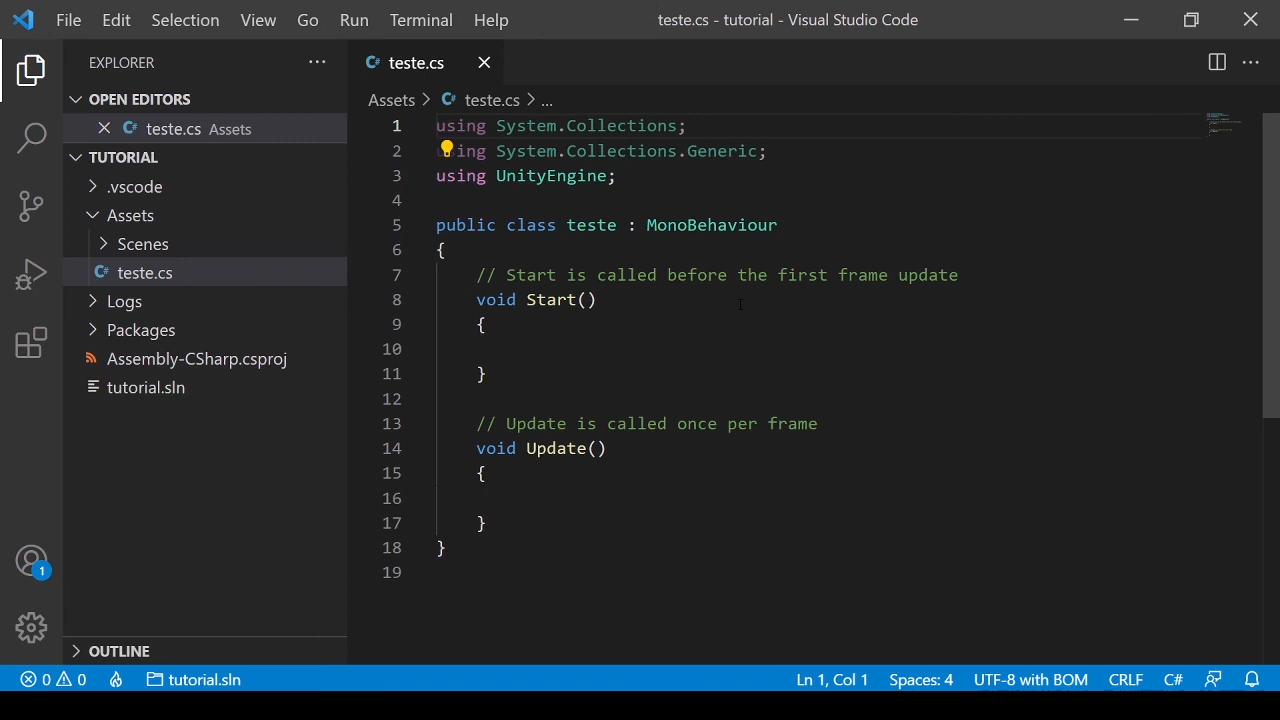 File Edit Selection View Go Run Terminal Help teste.cs - tutorial - Visual Studio Code
EXPLORER
OPEN EDITORS
teste.cs Assets
TUTORIAL
.vscode
Assets
Scenes
teste.cs
Logs
Packages
Assembly-CSharp.csproj
tutorial.sln
OUTLINE
teste.cs
Assets > teste.cs > ...
1 using System.Collections;
2 using System.Collections.Generic;
3 using UnityEngine;
4
5 public class teste : MonoBehaviour
6 {
7 // Start is called before the first frame update
8 void Start()
9 {
10
11 }
12
13 // Update is called once per frame
14 void Update()
15 {
16
17 }
18 }
19
1
0 0 tutorial.sln Ln 1, Col 1 Spaces: 4 UTF-8 with BOM CRLF C#